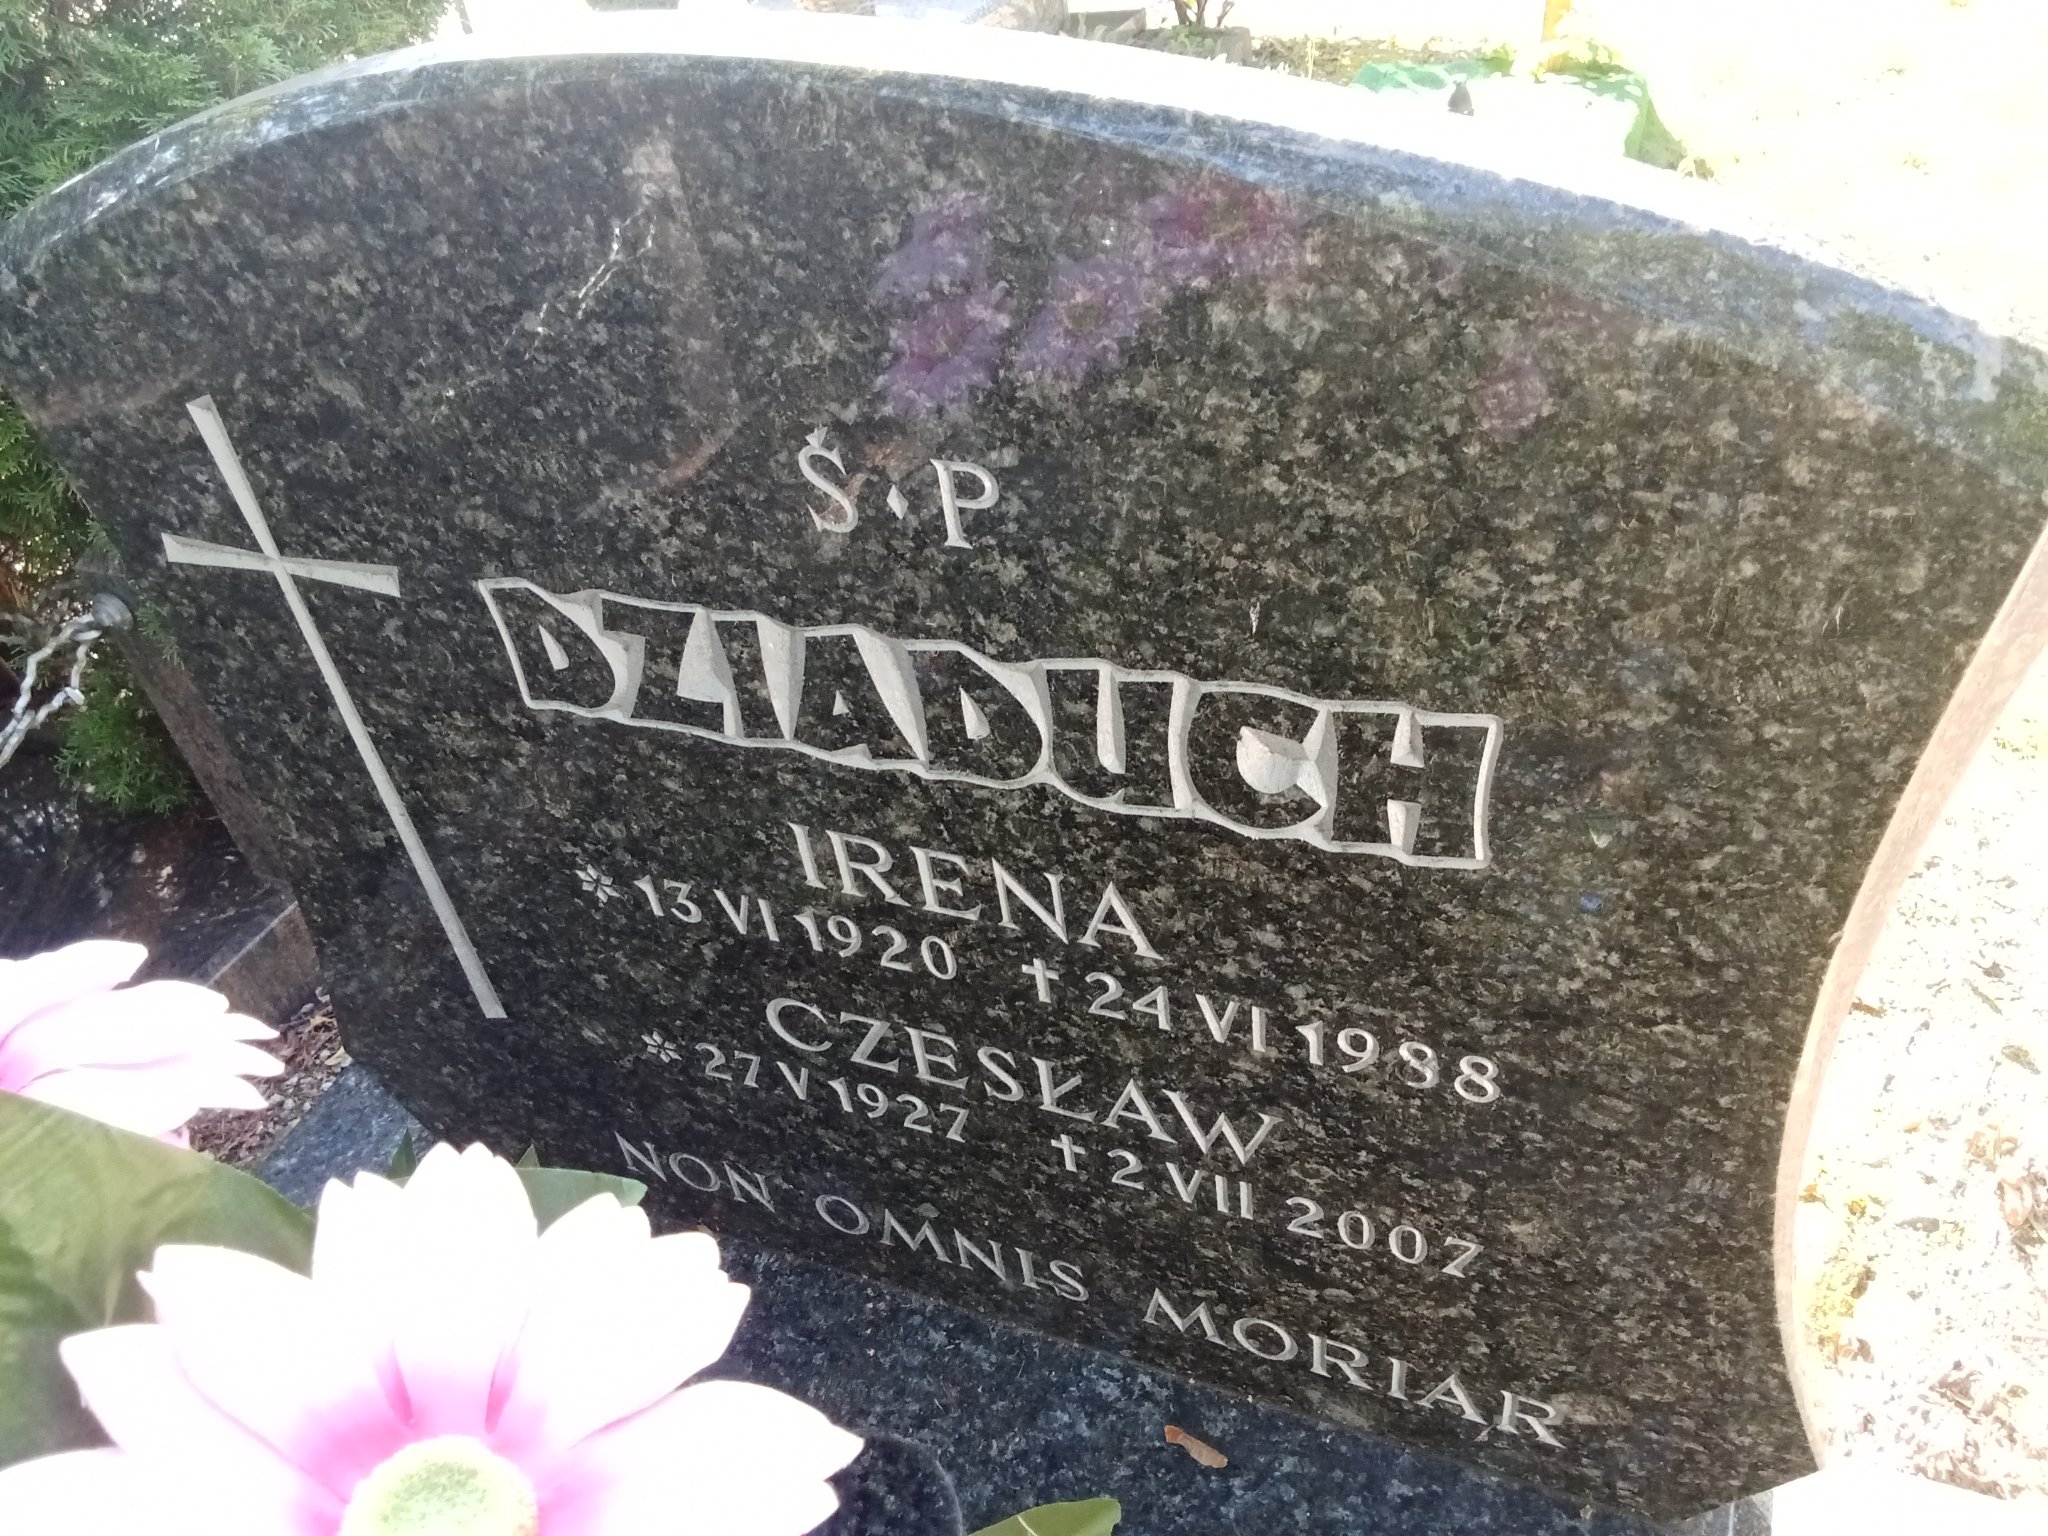 Ś.P
DZIADUCH
IRENA
* 13 VI 1920 † 24 VI 1988
CZESŁAW
* 27 V 1927 † 2 VII 2007
NON OMNIS MORIAR